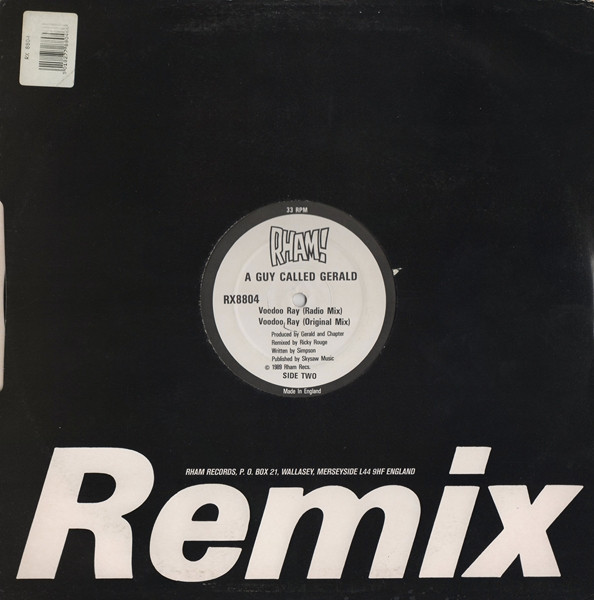 RX 8804
33 RPM
RHAM!
A GUY CALLED GERALD
RX8804
Voodoo Ray (Radio Mix)
Voodoo Ray (Original Mix)
Produced by Gerald and Chapter
Remixed by Ricky Rouge
Written by Simpson
Published by Skysaw Music
© 1989 Rham Recs.
SIDE TWO
Made In England
RHAM RECORDS, P. O. BOX 21, WALLASEY, MERSEYSIDE L44 9HF ENGLAND
Remix